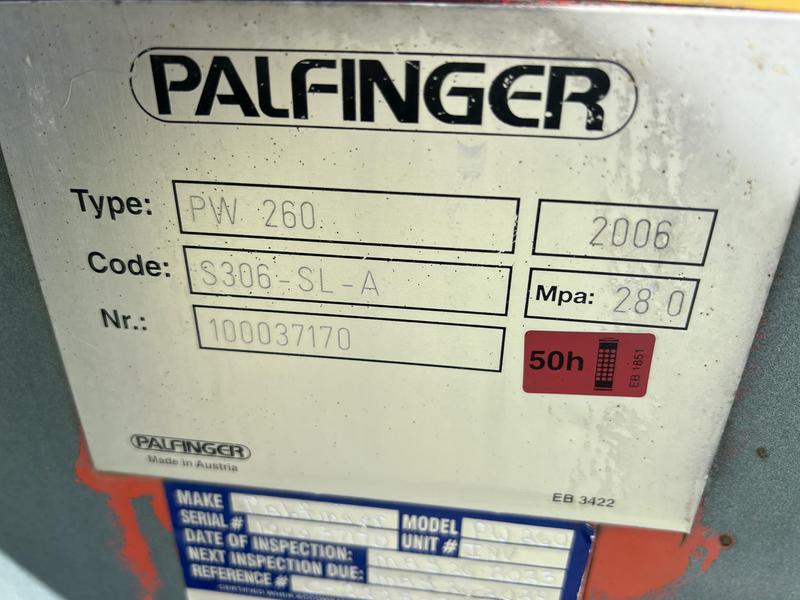 PALFINGER
Type: PW 260 2006
Code: S306-SL-A Mpa: 28 0
Nr.: 100037170
50h EB 1851
PALFINGER
Made in Austria
EB 3422
MAKE Palfinger MODEL PW 260
SERIAL# UNIT #
DATE OF INSPECTION:
NEXT INSPECTION DUE:
REFERENCE #